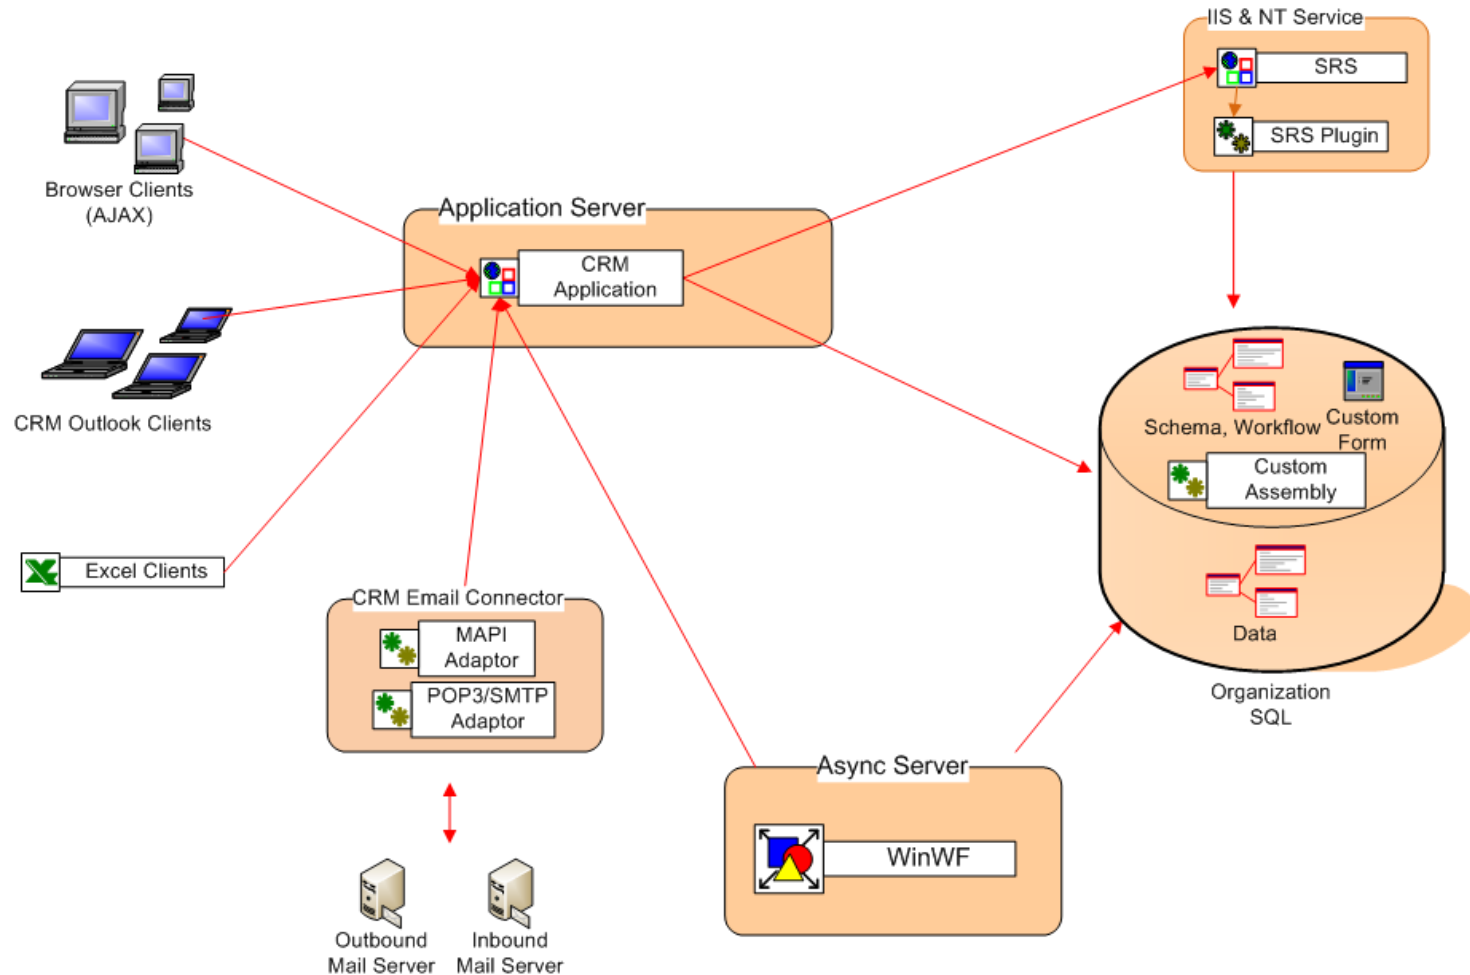 IIS & NT Service
SRS
SRS Plugin
Browser Clients
(AJAX)
Application Server
CRM
Application
CRM Outlook Clients
Schema, Workflow
Custom
Form
Custom
Assembly
Excel Clients
CRM Email Connector
MAPI
Adaptor
POP3/SMTP
Adaptor
Data
Organization
SQL
Async Server
WinWF
Outbound
Mail Server
Inbound
Mail Server